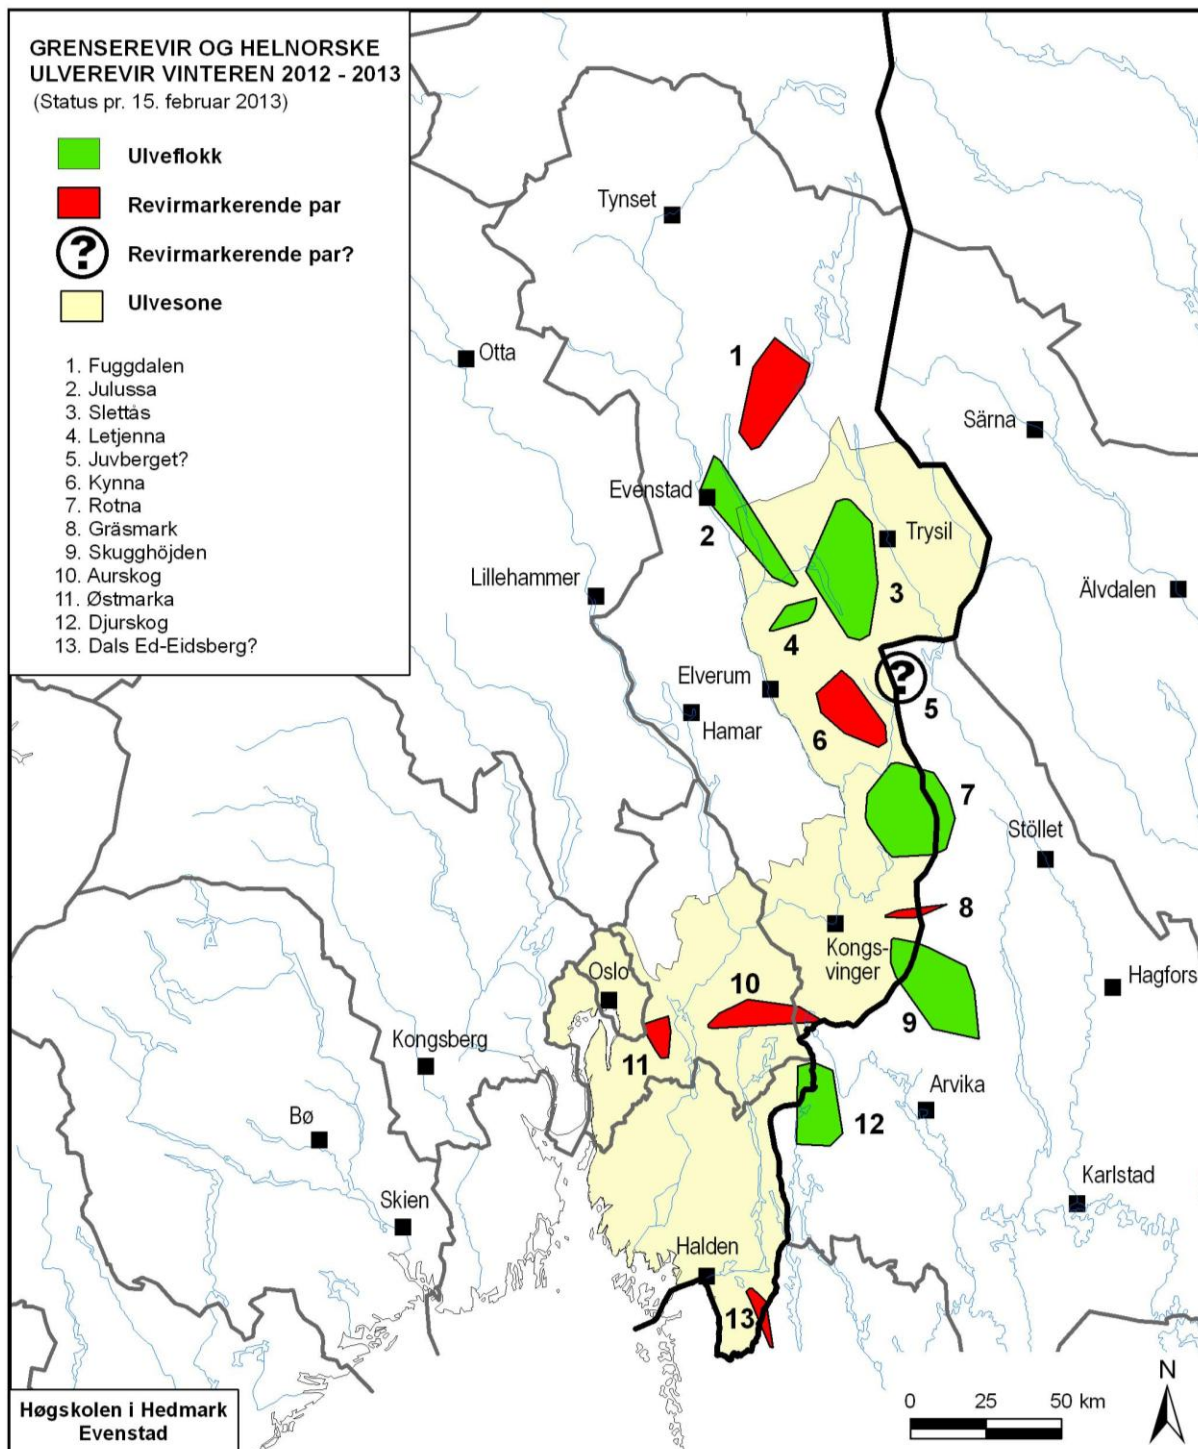 GRENSEREVIR OG HELNORSKE
ULVEREVIR VINTEREN 2012 - 2013
(Status pr. 15. februar 2013)
Ulveflokk
Revirmarkerende par
? Revirmarkerende par?
Ulvesone
1. Fuggdalen
2. Julussa
3. Slettås
4. Letjenna
5. Juvberget?
6. Kynna
7. Rotna
8. Gräsmark
9. Skugghöjden
10. Aurskog
11. Østmarka
12. Djurskog
13. Dals Ed-Eidsberg?
Tynset
Otta
1
Särna
Evenstad
2
Trysil
Lillehammer
3
Älvdalen
4
Elverum
?
5
Hamar
6
7
Stöllet
8
Kongs-
vinger
Oslo
10
Hagfors
9
Kongsberg
11
Arvika
Bø
12
Karlstad
Skien
Halden
13
N
0 25 50 km
Høgskolen i Hedmark
Evenstad